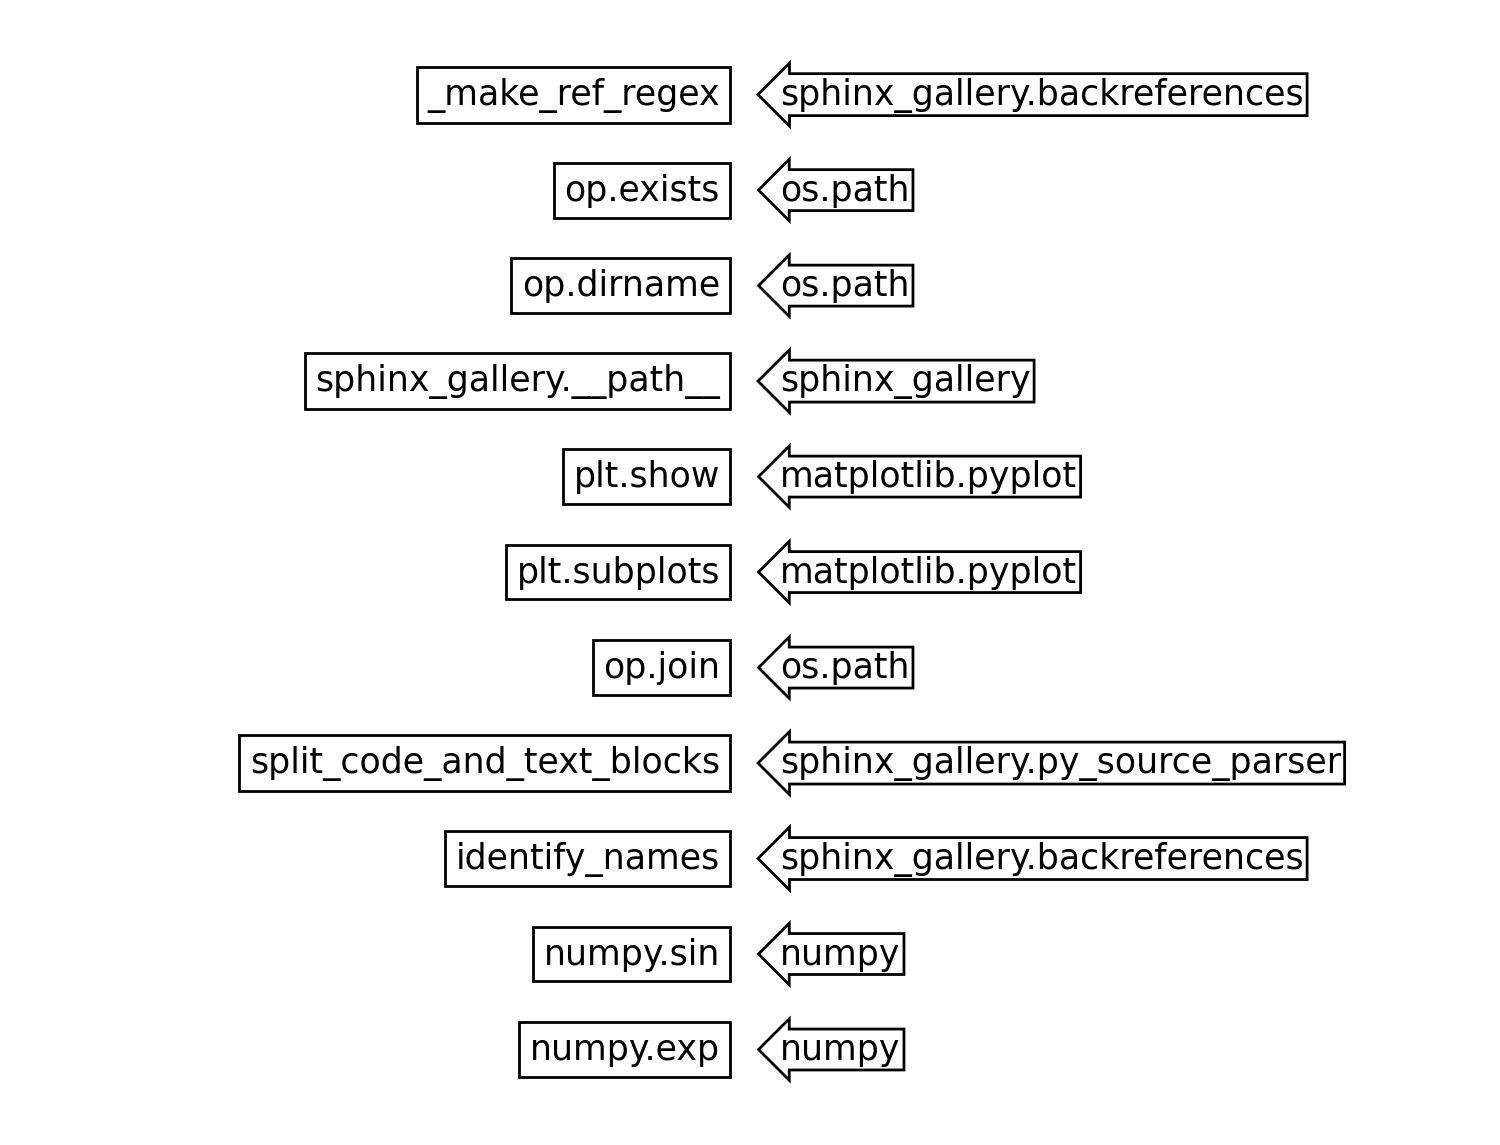 _make_ref_regex sphinx_gallery.backreferences
op.exists os.path
op.dirname os.path
sphinx_gallery.__path__ sphinx_gallery
plt.show matplotlib.pyplot
plt.subplots matplotlib.pyplot
op.join os.path
split_code_and_text_blocks sphinx_gallery.py_source_parser
identify_names sphinx_gallery.backreferences
numpy.sin numpy
numpy.exp numpy